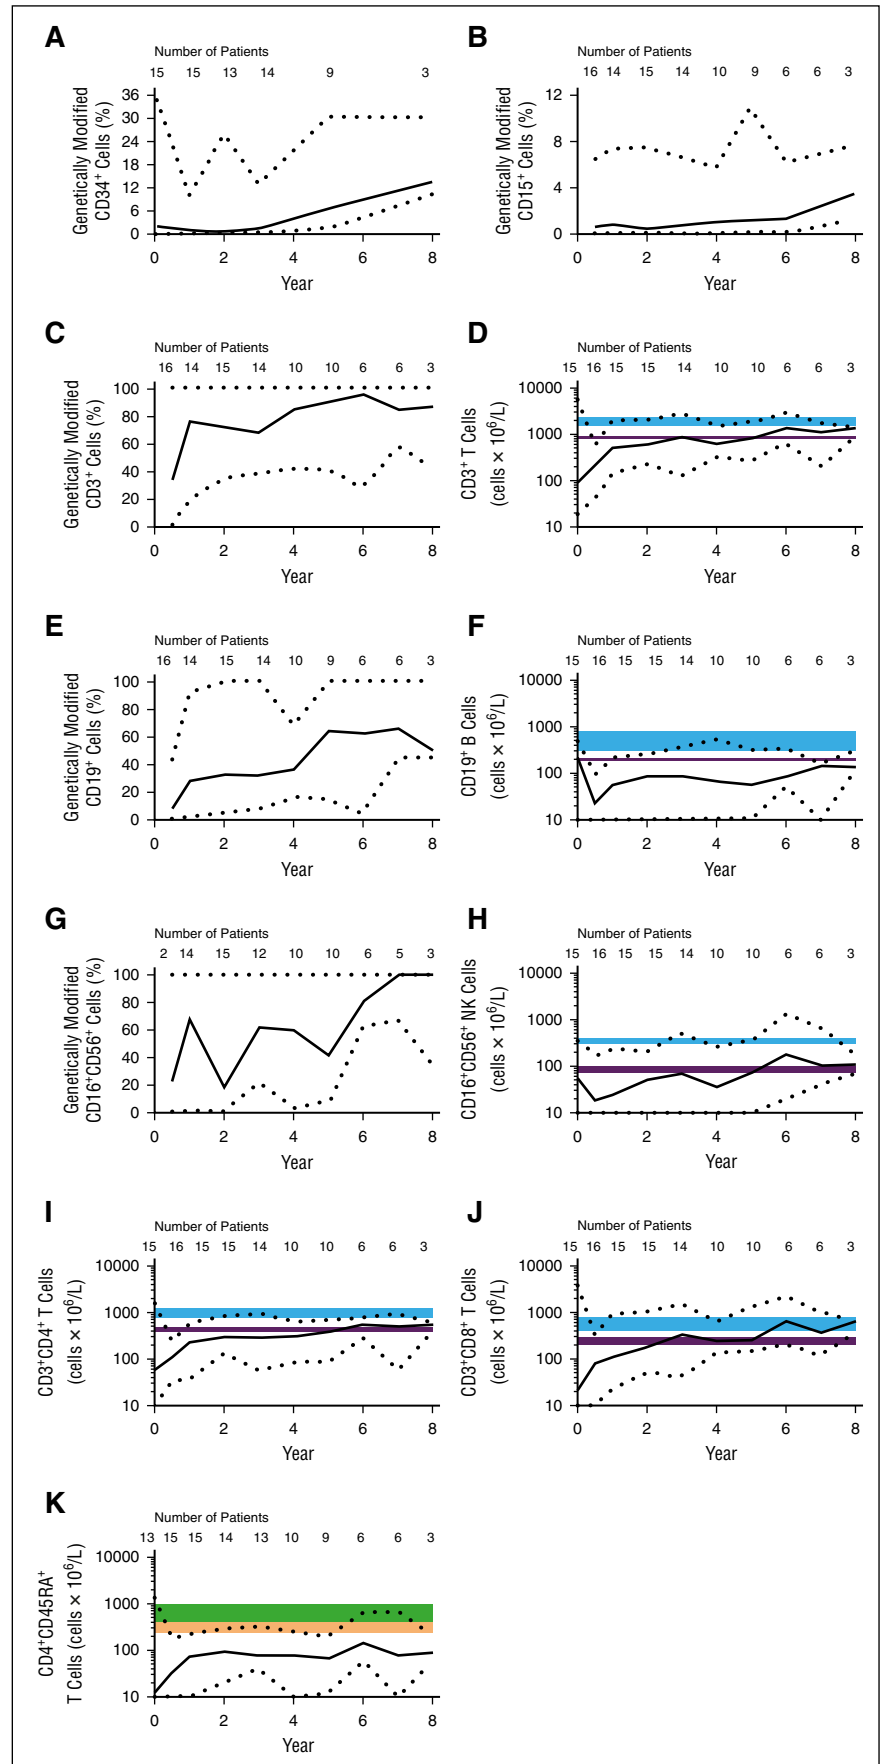 A
Number of Patients
15 15 13 14 9 3
Genetically Modified
CD34+ Cells (%)
36
30
24
18
12
6
0
0 2 4 6 8
Year
B
Number of Patients
16 14 15 14 10 9 6 6 3
Genetically Modified
CD15+ Cells (%)
12
8
4
0
0 2 4 6 8
Year
C
Number of Patients
16 14 15 14 10 10 6 6 3
Genetically Modified
CD3+ Cells (%)
100
80
60
40
20
0
0 2 4 6 8
Year
D
Number of Patients
15 16 15 15 14 10 10 6 6 3
CD3+ T Cells
(cells × 10^6/L)
10000
1000
100
10
0 2 4 6 8
Year
E
Number of Patients
16 14 15 14 10 9 6 6 3
Genetically Modified
CD19+ Cells (%)
100
80
60
40
20
0
0 2 4 6 8
Year
F
Number of Patients
15 16 15 15 14 10 10 6 6 3
CD19+ B Cells
(cells × 10^6/L)
10000
1000
100
10
0 2 4 6 8
Year
G
Number of Patients
2 14 15 12 10 10 6 5 3
Genetically Modified
CD16+CD56+ Cells (%)
100
80
60
40
20
0
0 2 4 6 8
Year
H
Number of Patients
15 16 15 15 14 10 10 6 6 3
CD16+CD56+ NK Cells
(cells × 10^6/L)
10000
1000
100
10
0 2 4 6 8
Year
I
Number of Patients
15 16 15 15 14 10 10 6 6 3
CD3+CD4+ T Cells
(cells × 10^6/L)
10000
1000
100
10
0 2 4 6 8
Year
J
Number of Patients
15 16 15 15 14 10 10 6 6 3
CD3+CD8+ T Cells
(cells × 10^6/L)
10000
1000
100
10
0 2 4 6 8
Year
K
Number of Patients
13 15 15 14 13 10 9 6 6 3
CD4+CD45RA+
T Cells (cells × 10^6/L)
10000
1000
100
10
0 2 4 6 8
Year